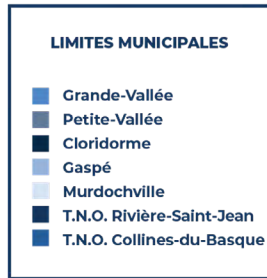 LIMITES MUNICIPALES
Grande-Vallée
Petite-Vallée
Cloridorme
Gaspé
Murdochville
T.N.O. Rivière-Saint-Jean
T.N.O. Collines-du-Basque